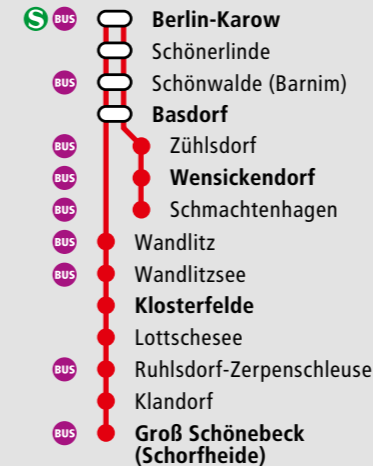 S BUS Berlin-Karow
Schönerlinde
BUS Schönwalde (Barnim)
Basdorf
BUS Zühlsdorf
BUS Wensickendorf
BUS Schmachtenhagen
BUS Wandlitz
BUS Wandlitzsee
Klosterfelde
Lottschesee
BUS Ruhlsdorf-Zerpenschleuse
Klandorf
BUS Groß Schönebeck
(Schorfheide)